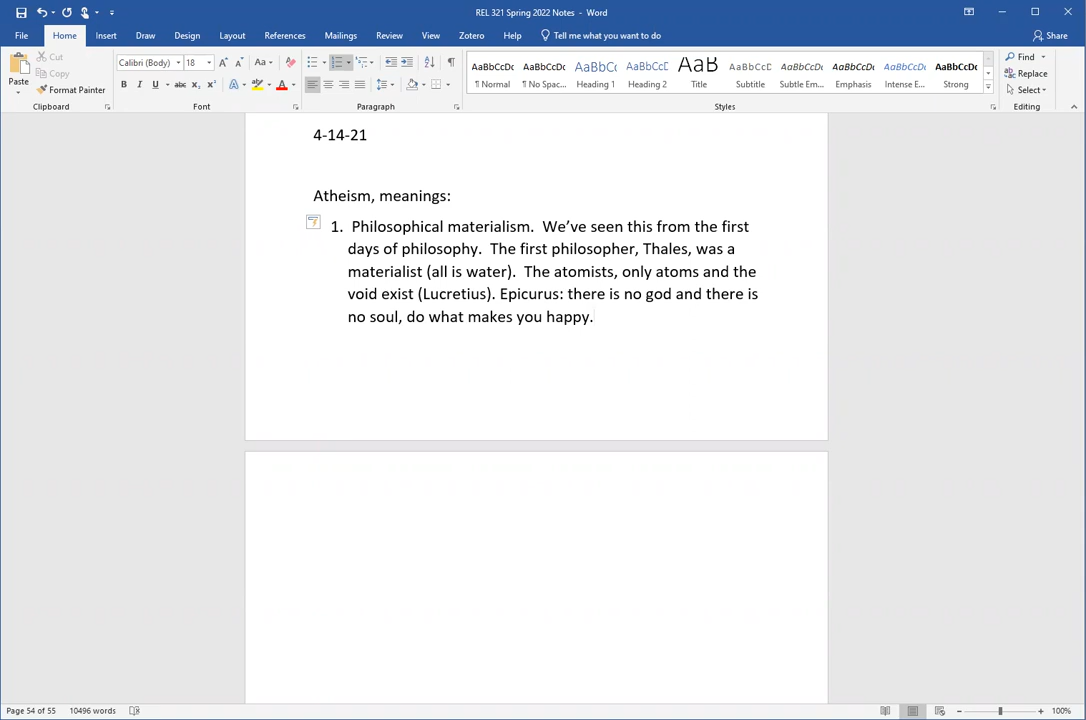 REL 321 Spring 2022 Notes - Word
File Home Insert Draw Design Layout References Mailings Review View Zotero Help Tell me what you want to do Share
Paste
Cut
Copy
Format Painter
Clipboard
Calibri (Body) 18
Font
Paragraph
AaBbCcDc AaBbCcDc AaBbCc AaBbCcD AaB AaBbCcD AaBbCcDc AaBbCcDc AaBbCcDc AaBbCcDc
¶ Normal ¶ No Spac... Heading 1 Heading 2 Title Subtitle Subtle Em... Emphasis Intense E... Strong
Styles
Find
Replace
Select
Editing
4-14-21
Atheism, meanings:
1. Philosophical materialism. We’ve seen this from the first
days of philosophy. The first philosopher, Thales, was a
materialist (all is water). The atomists, only atoms and the
void exist (Lucretius). Epicurus: there is no god and there is
no soul, do what makes you happy.
Page 54 of 55 10496 words 100%